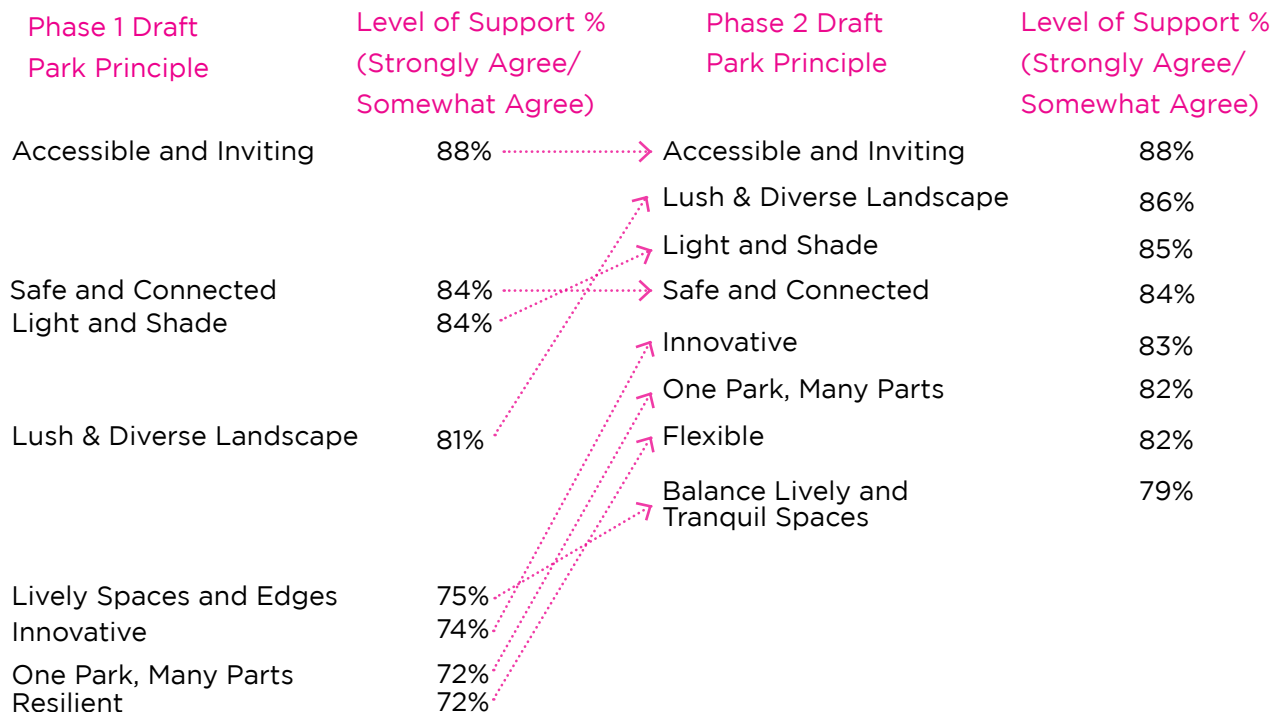 Phase 1 Draft
Park Principle
Level of Support %
(Strongly Agree/
Somewhat Agree)
Phase 2 Draft
Park Principle
Level of Support %
(Strongly Agree/
Somewhat Agree)
Accessible and Inviting 88% Accessible and Inviting 88%
Lush & Diverse Landscape 86%
Light and Shade 85%
Safe and Connected 84% Safe and Connected 84%
Light and Shade 84%
Innovative 83%
One Park, Many Parts 82%
Lush & Diverse Landscape 81% Flexible 82%
Balance Lively and 79%
Tranquil Spaces
Lively Spaces and Edges 75%
Innovative 74%
One Park, Many Parts 72%
Resilient 72%